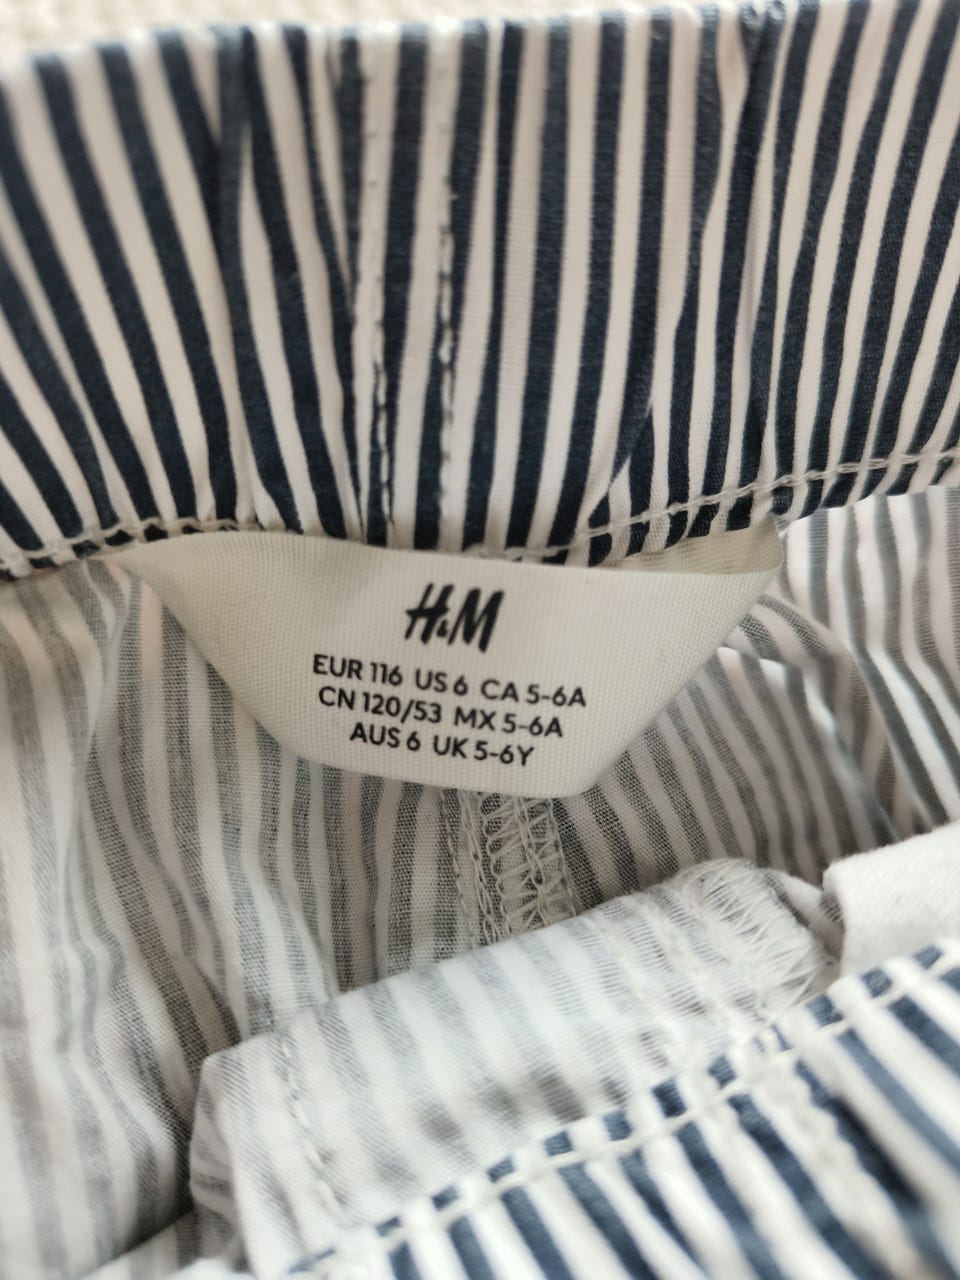 H&M
EUR 116 US 6 CA 5-6A
CN 120/53 MX 5-6A
AUS 6 UK 5-6Y